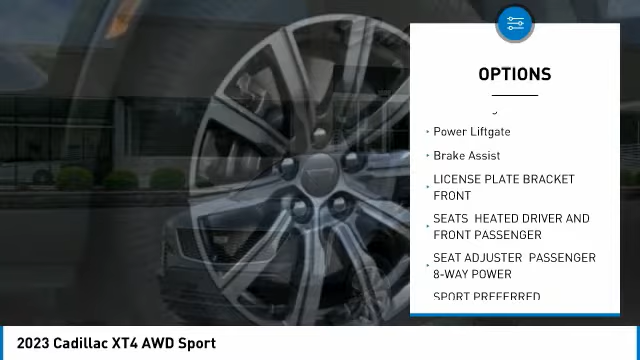 OPTIONS
Power Liftgate
Brake Assist
LICENSE PLATE BRACKET
FRONT
SEATS HEATED DRIVER AND
FRONT PASSENGER
SEAT ADJUSTER PASSENGER
8-WAY POWER
SPORT PREFERRED
2023 Cadillac XT4 AWD Sport